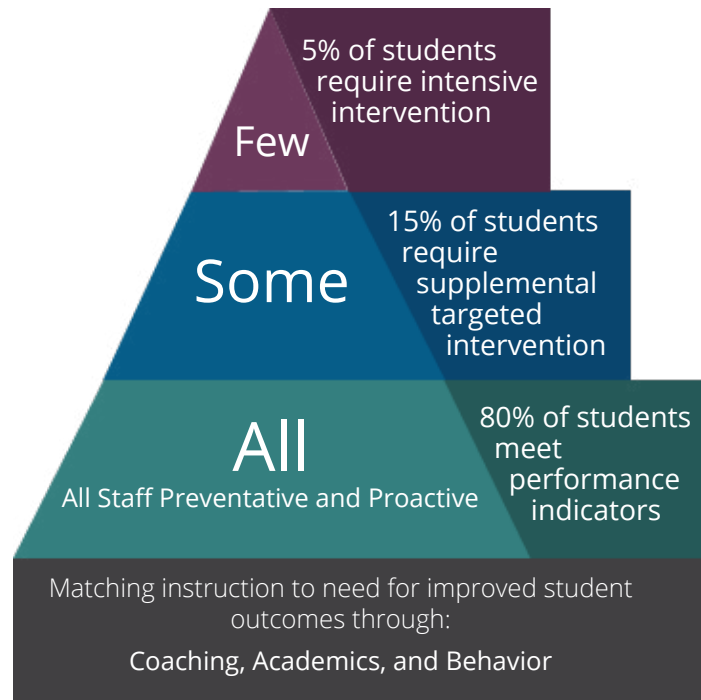 5% of students
require intensive
intervention
Few
15% of students
require
supplemental
targeted
intervention
Some
80% of students
meet
performance
indicators
All
All Staff Preventative and Proactive
Matching instruction to need for improved student
outcomes through:
Coaching, Academics, and Behavior